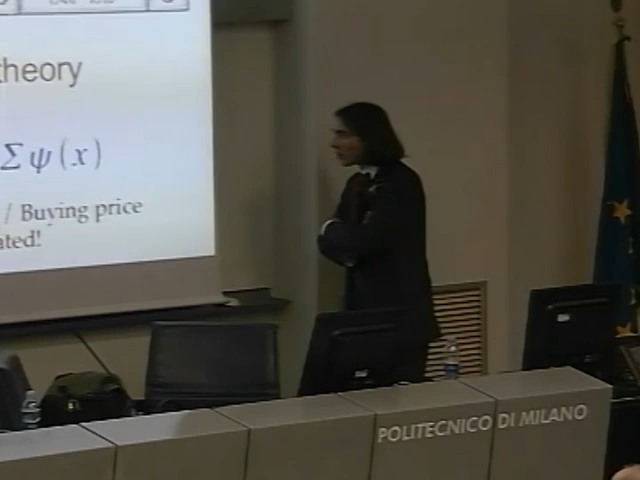 theory
Σ ψ(x)
/ Buying price
ated!
POLITECNICO DI MILANO